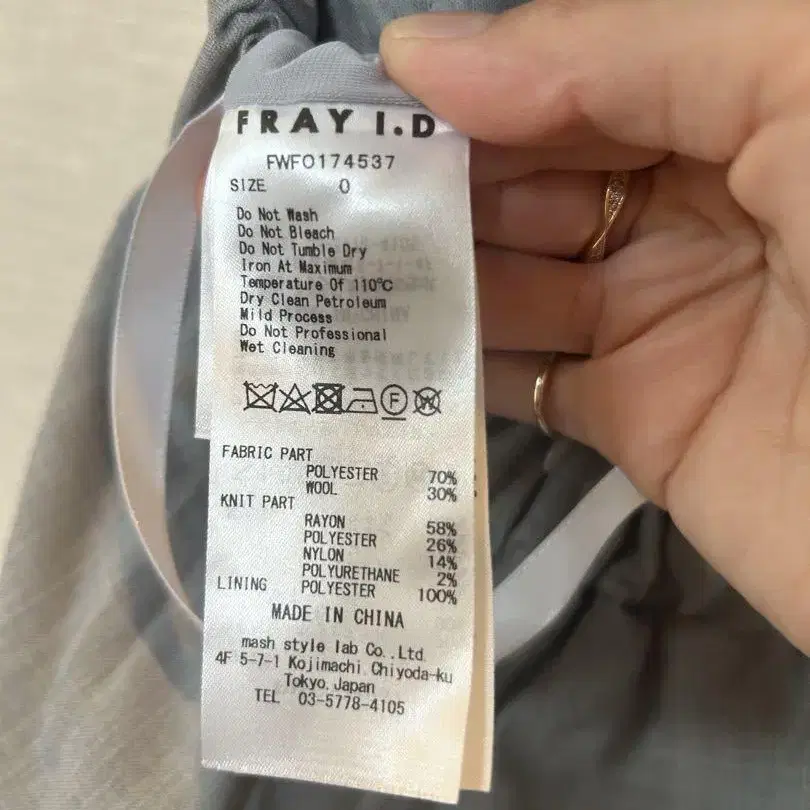 FRAY I.D
FWFO174537
SIZE 0
Do Not Wash
Do Not Bleach
Do Not Tumble Dry
Iron At Maximum
Temperature Of 110℃
Dry Clean Petroleum
Mild Process
Do Not Professional
Wet Cleaning
F W
FABRIC PART
POLYESTER 70%
WOOL 30%
KNIT PART
RAYON 58%
POLYESTER 26%
NYLON 14%
POLYURETHANE 2%
LINING POLYESTER 100%
MADE IN CHINA
mash style lab Co.,Ltd.
4F 5-7-1 Kojimachi Chiyoda-ku
Tokyo.Japan
TEL 03-5778-4105